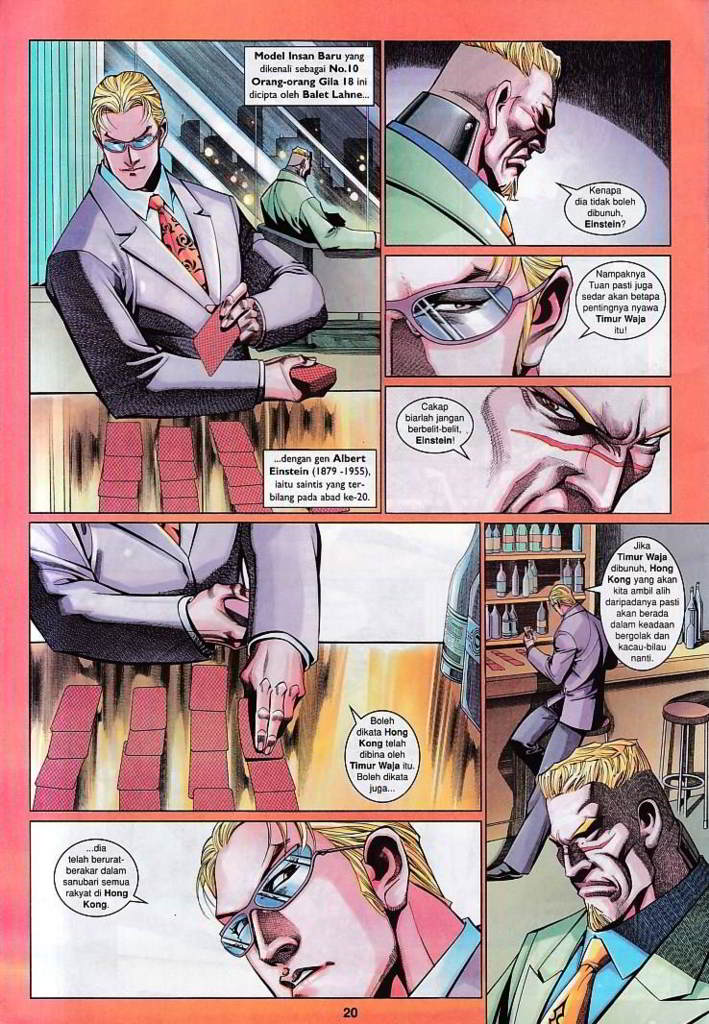 Model Insan Baru yang
dikenali sebagai No.10
Orang-orang Gila 18 ini
dicipta oleh Balet Lahne...
...dengan gen Albert
Einstein (1879 -1955),
iaitu saintis yang ter-
bilang pada abad ke-20.
Kenapa
dia tidak boleh
dibunuh,
Einstein?
Nampaknya
Tuan pasti juga
sedar akan betapa
pentingnya nyawa
Timur Waja
itu!
Cakap
biarlah jangan
berbelit-belit,
Einstein!
Boleh
dikata Hong
Kong telah
dibina oleh
Timur Waja itu.
Boleh dikata
juga...
...dia
telah berurat-
berakar dalam
sanubari semua
rakyat di Hong
Kong.
Jika
Timur Waja
dibunuh, Hong
Kong yang akan
kita ambil alih
daripadanya pasti
akan berada
dalam keadaan
bergolak dan
kacau-bilau
nanti.
20